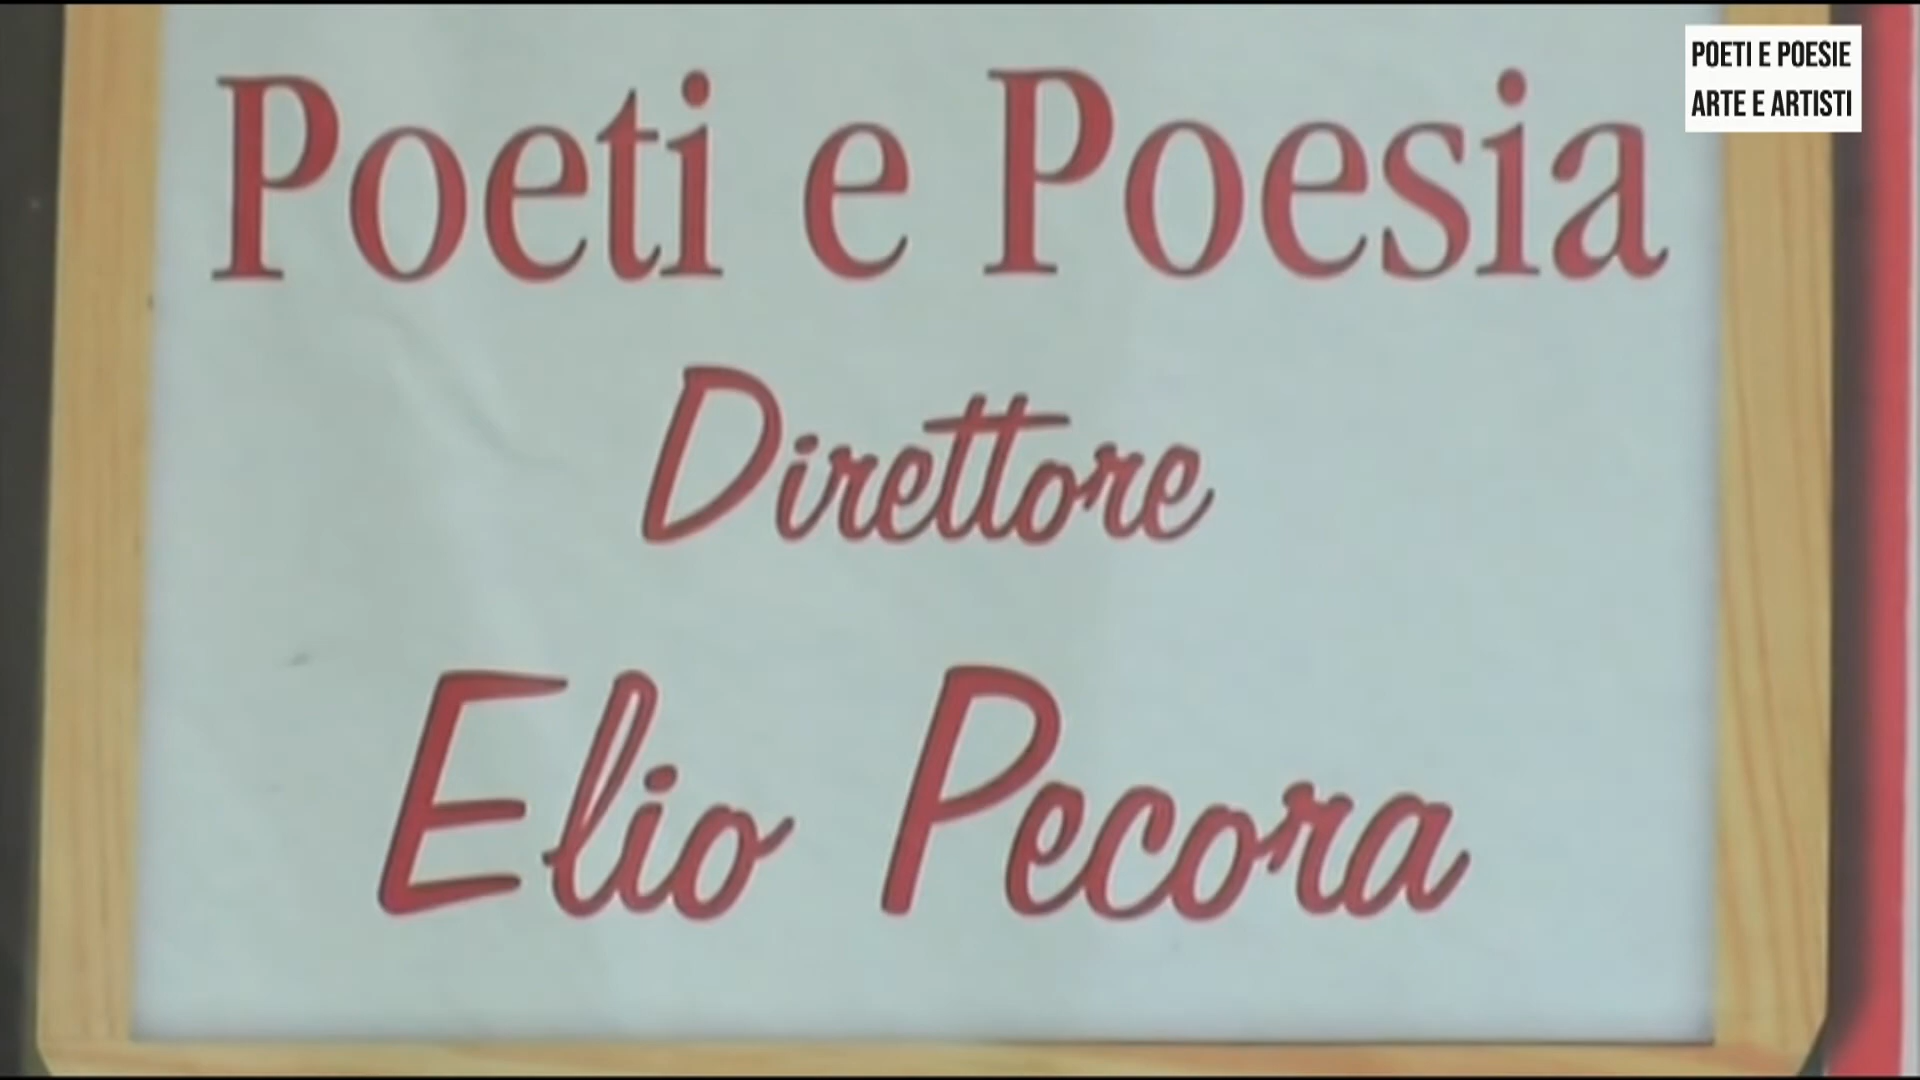 Poeti e Poesia
Direttore
Elio Pecora
POETI E POESIE
ARTE E ARTISTI